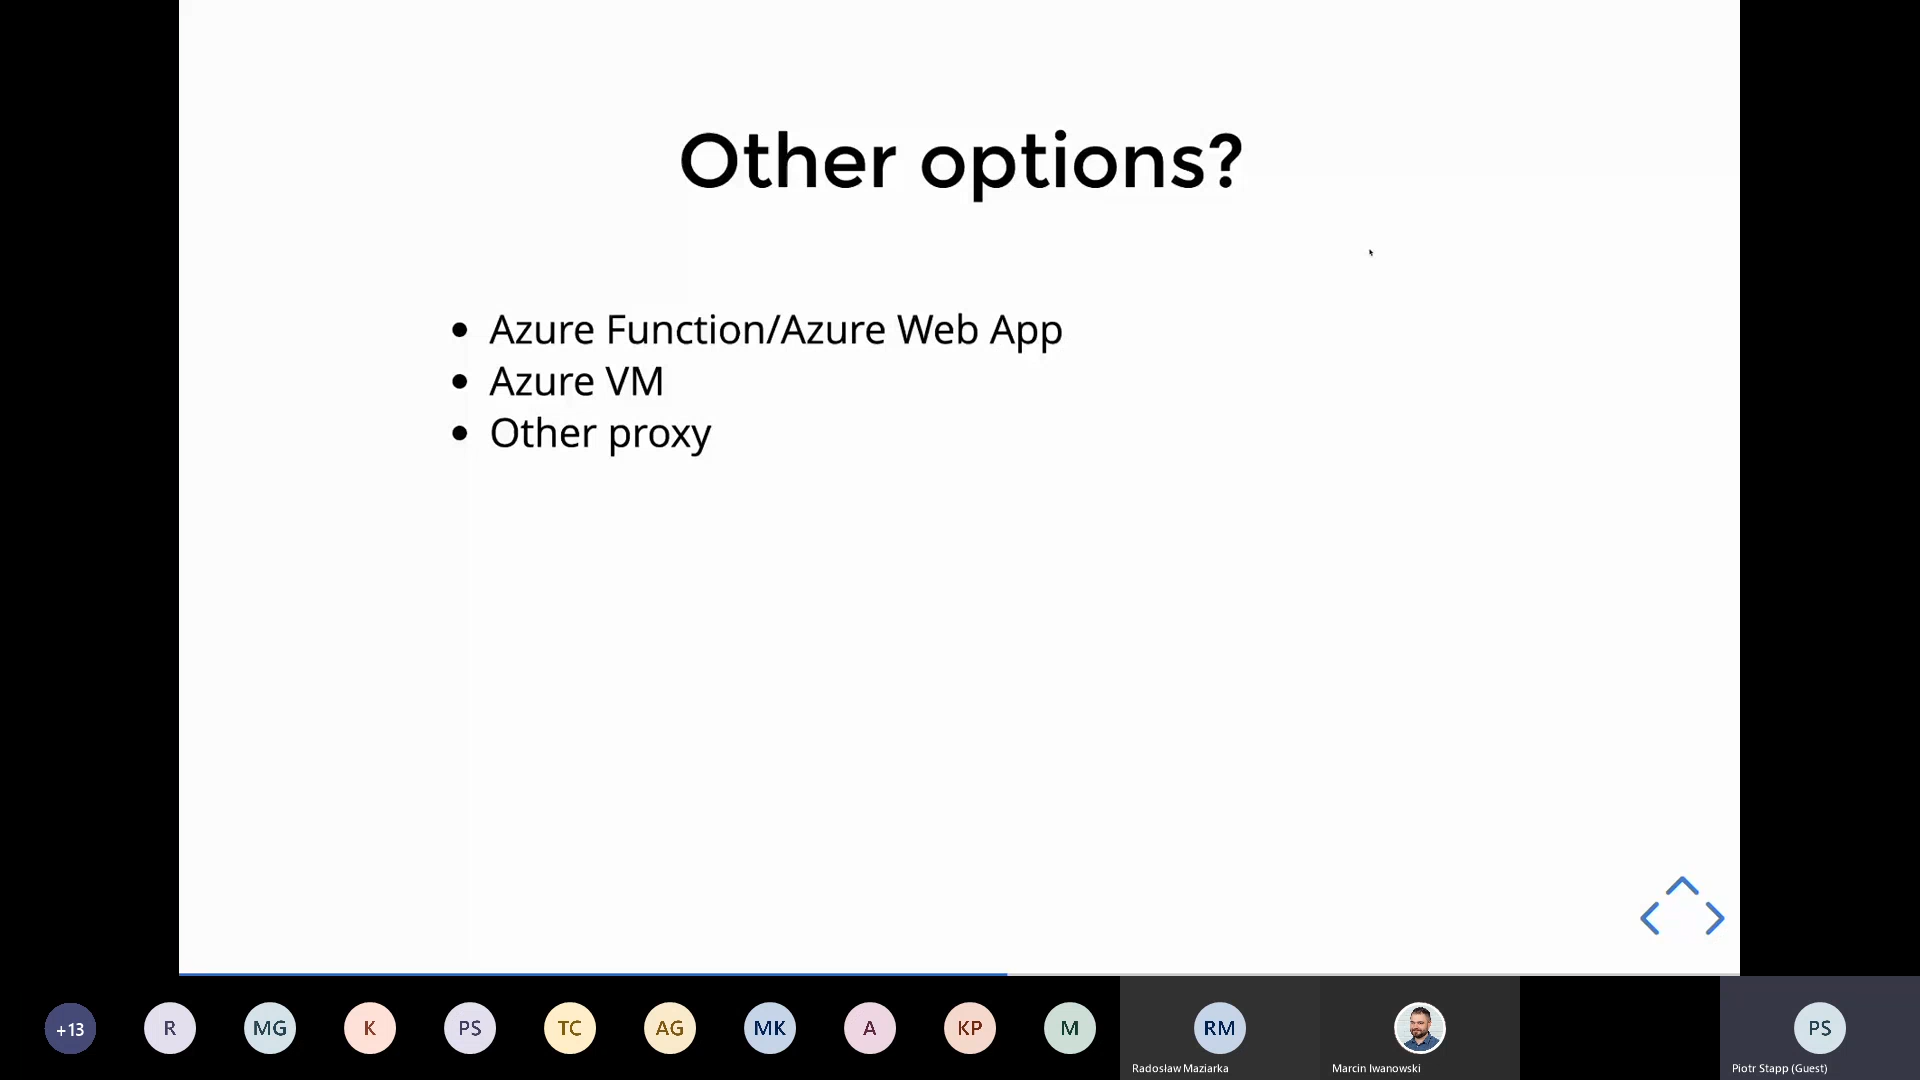 Other options?
Azure Function/Azure Web App
Azure VM
Other proxy
+13
R
MG
K
PS
TC
AG
MK
A
KP
M
RM
PS
Radosław Maziarka
Marcin Iwanowski
Piotr Stapp (Guest)